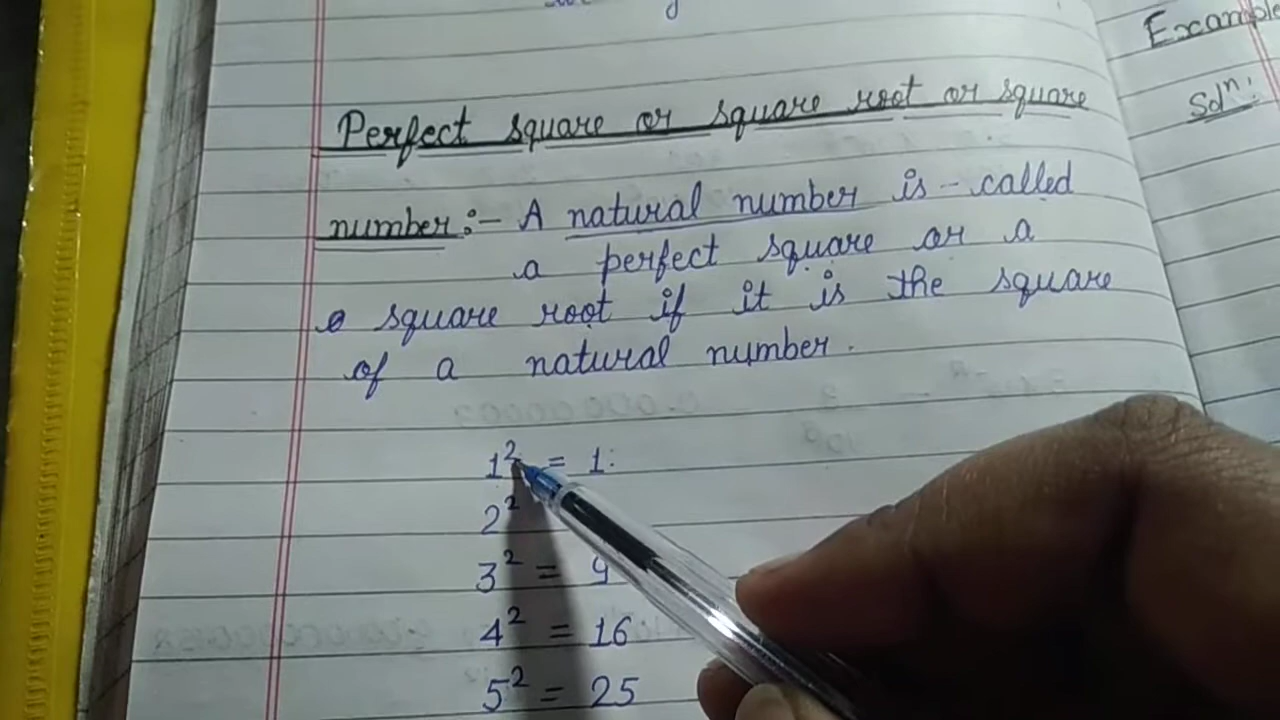 Perfect square or square root or square
number:- A natural number is - called
a perfect square or a
square root if it is the square
of a natural number.
1² = 1
2²
3² = 9
4² = 16
5² = 25
Example
Solⁿ: